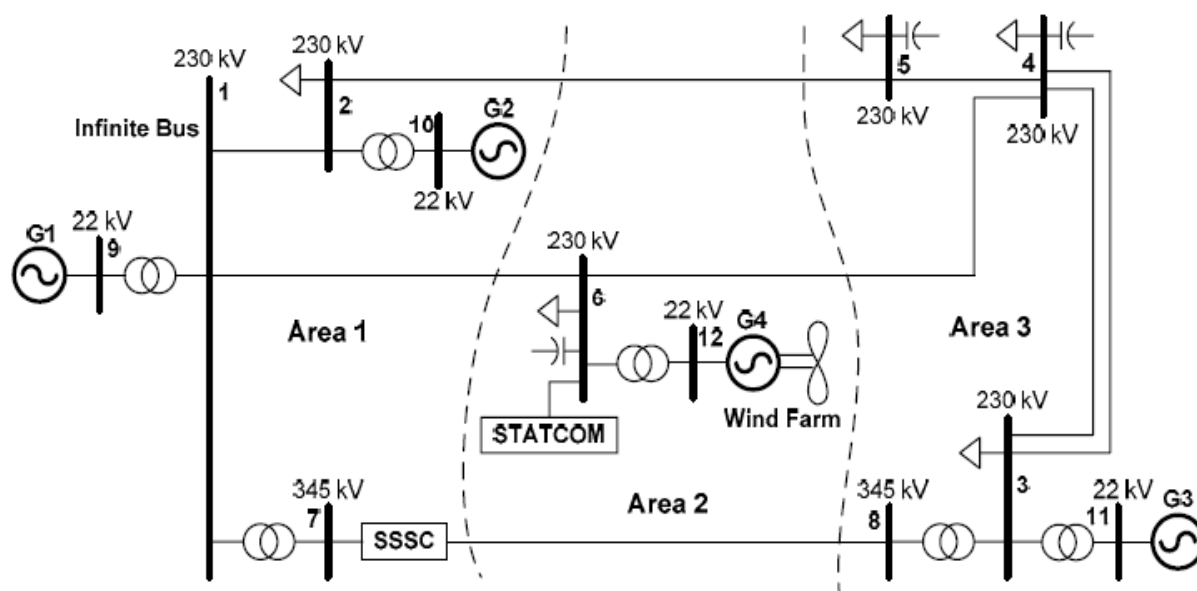 230 kV
1
Infinite Bus
230 kV
2
10
G2
22 kV
5
230 kV
4
230 kV
G1
22 kV
9
230 kV
6
Area 1
22 kV
12
G4
Area 3
STATCOM
Wind Farm
230 kV
3
345 kV
7
SSSC
Area 2
345 kV
8
22 kV
11
G3